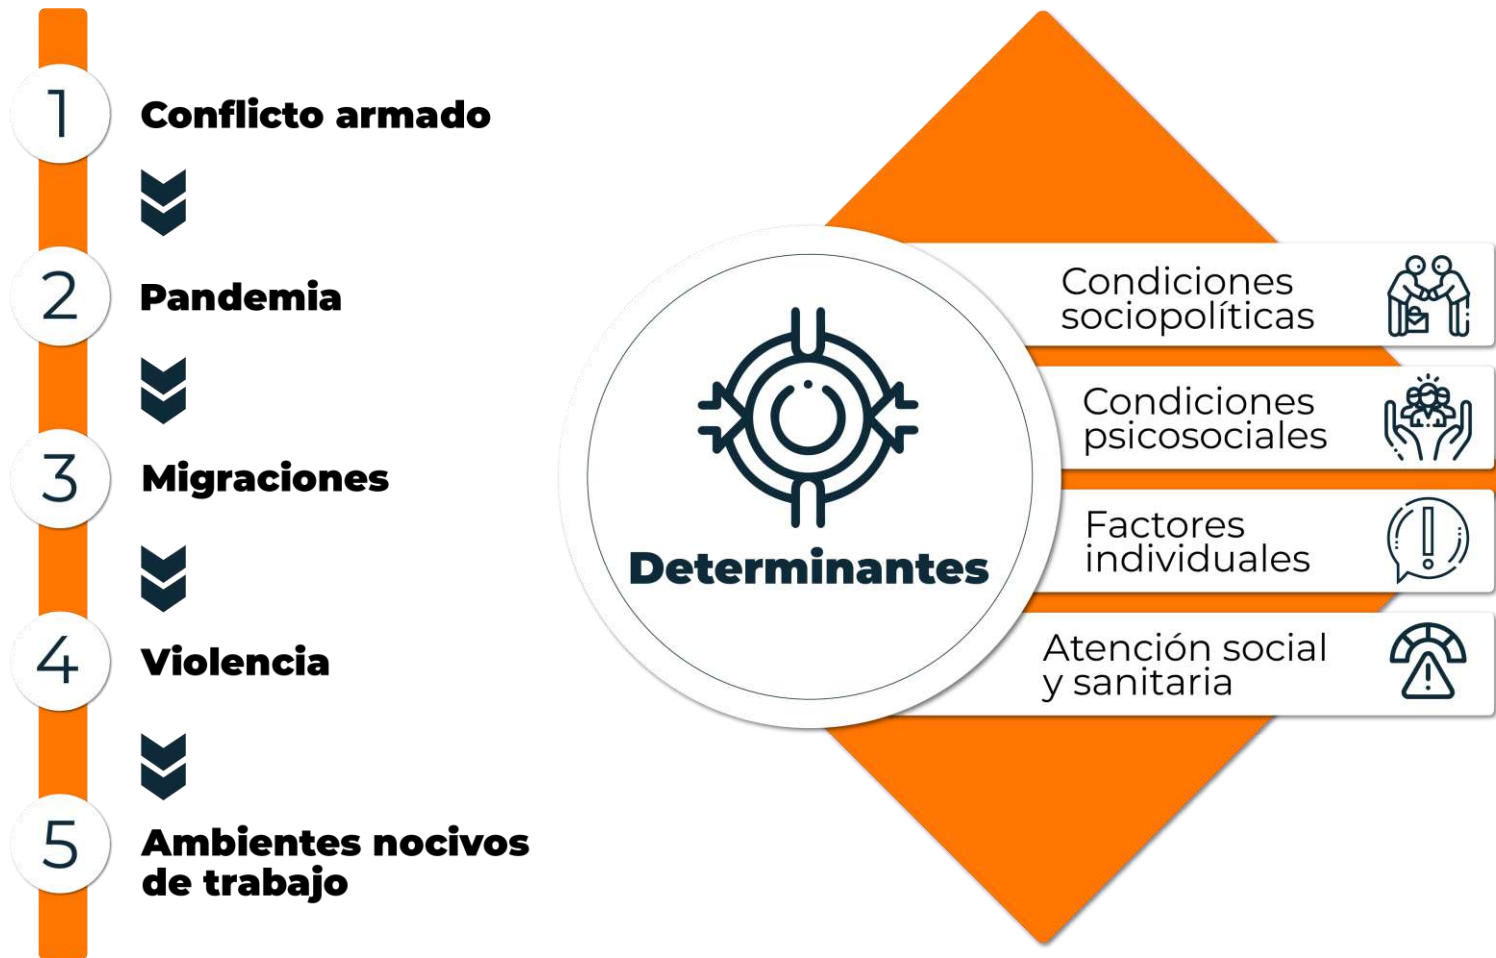 1
Conflicto armado
2
Pandemia
3
Migraciones
4
Violencia
5
Ambientes nocivos
de trabajo
Determinantes
Condiciones
sociopolíticas
Condiciones
psicosociales
Factores
individuales
Atención social
y sanitaria